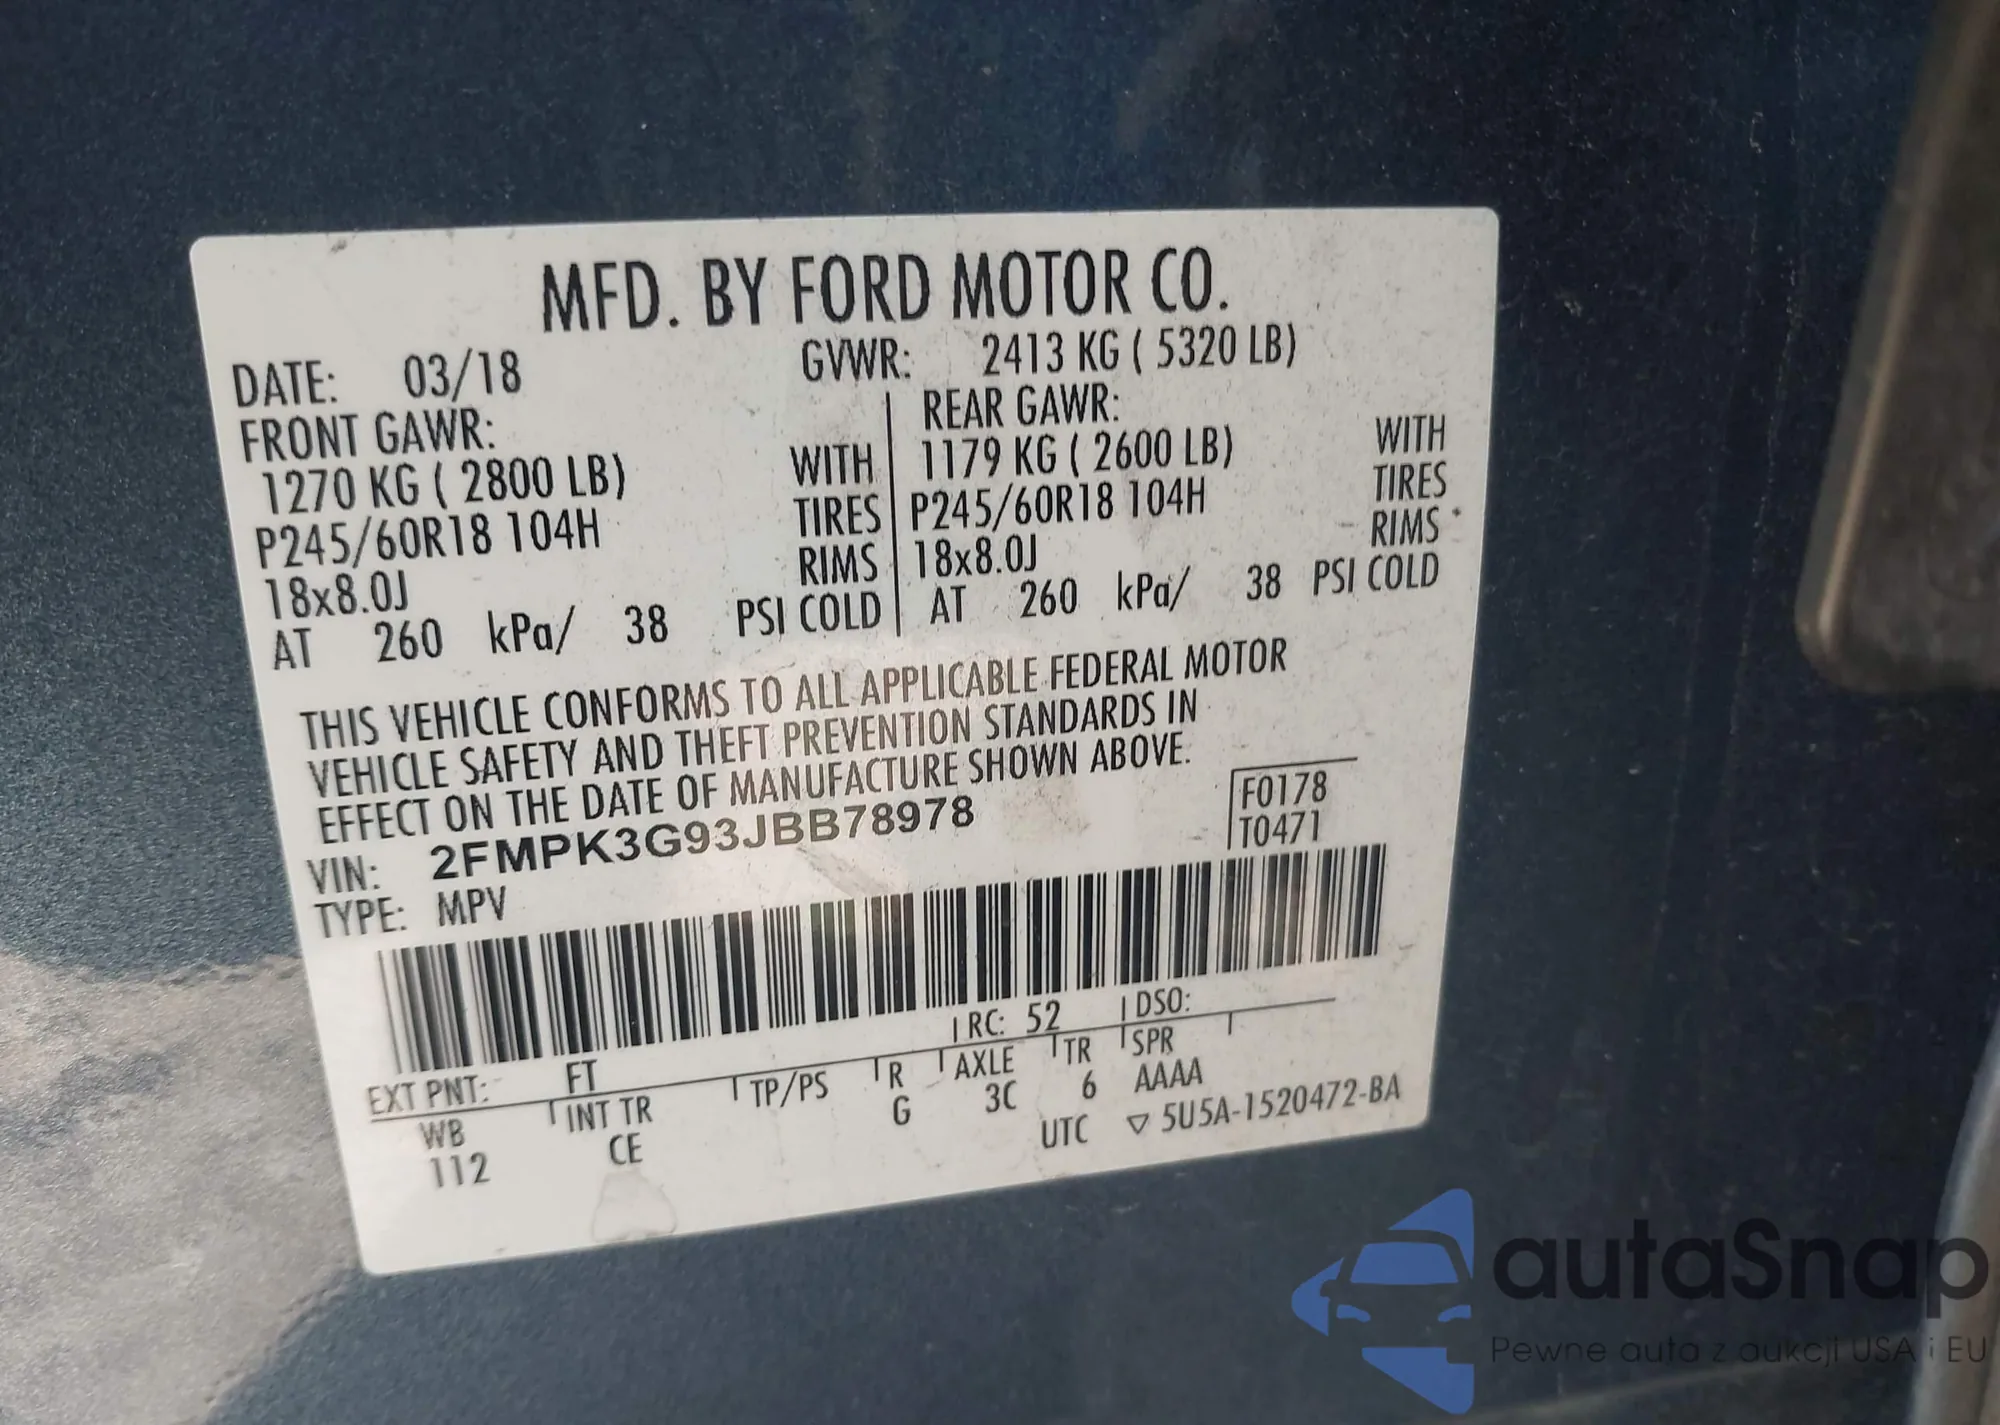 MFD. BY FORD MOTOR CO.
DATE: 03/18 GVWR: 2413 KG ( 5320 LB)
FRONT GAWR: REAR GAWR:
1270 KG ( 2800 LB) WITH 1179 KG ( 2600 LB) WITH
P245/60R18 104H TIRES P245/60R18 104H TIRES
18x8.0J RIMS 18x8.0J RIMS
AT 260 kPa/ 38 PSI COLD AT 260 kPa/ 38 PSI COLD
THIS VEHICLE CONFORMS TO ALL APPLICABLE FEDERAL MOTOR
VEHICLE SAFETY AND THEFT PREVENTION STANDARDS IN
EFFECT ON THE DATE OF MANUFACTURE SHOWN ABOVE.
VIN: 2FMPK3G93JBB78978 F0178
TYPE: MPV T0471
EXT PNT: FT RC: 52 DSO:
WB INT TR TP/PS R AXLE TR SPR
112 CE G 3C 6 AAAA
UTC ▽ 5U5A-1520472-BA
autaSnap
Pewne auta z aukcji USA i EU